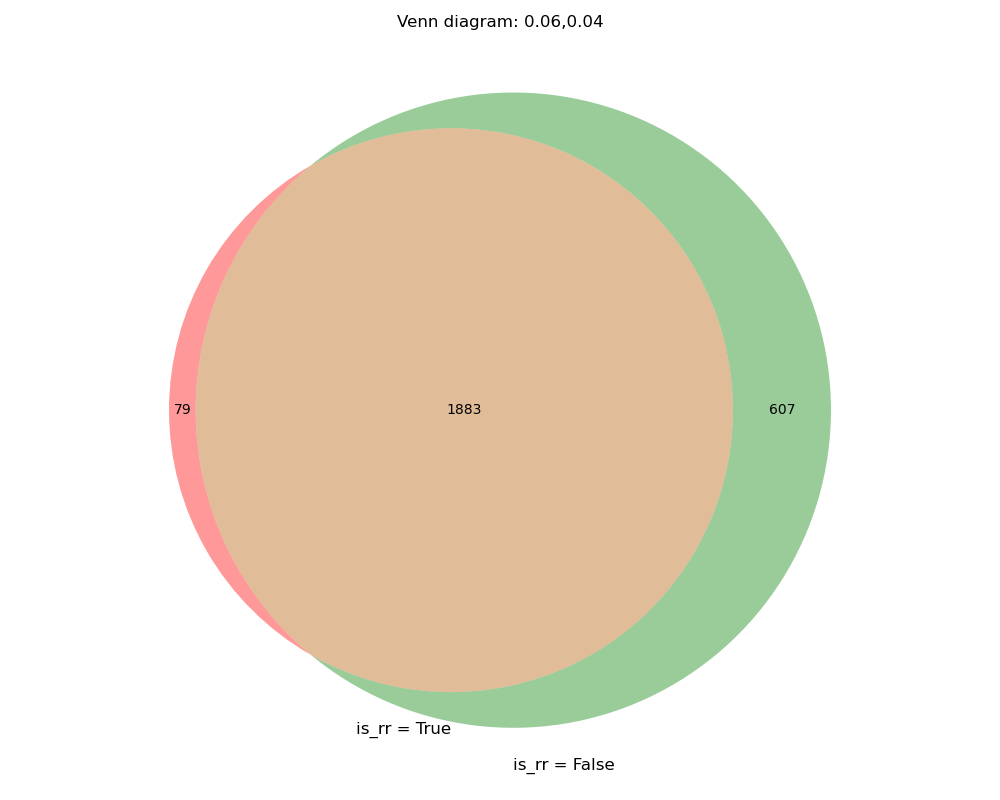 Venn diagram: 0.06,0.04
79
1883
607
is_rr = True
is_rr = False